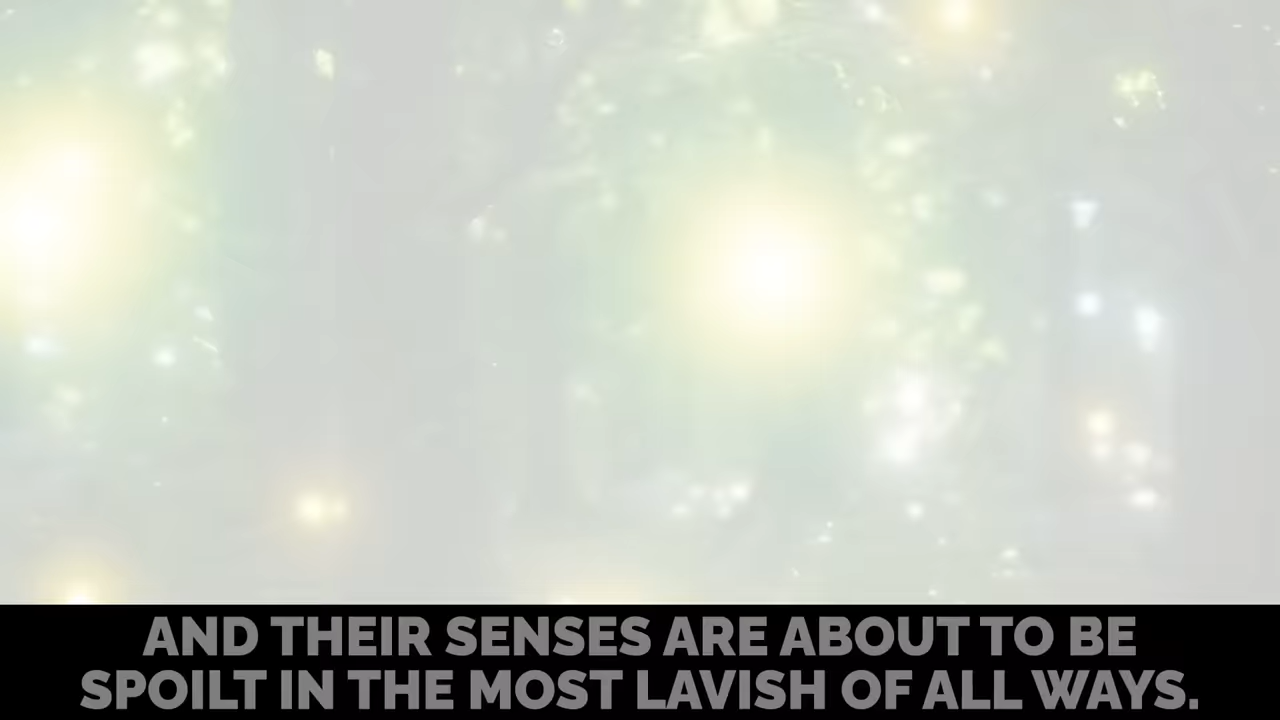 AND THEIR SENSES ARE ABOUT TO BE
SPOILT IN THE MOST LAVISH OF ALL WAYS.